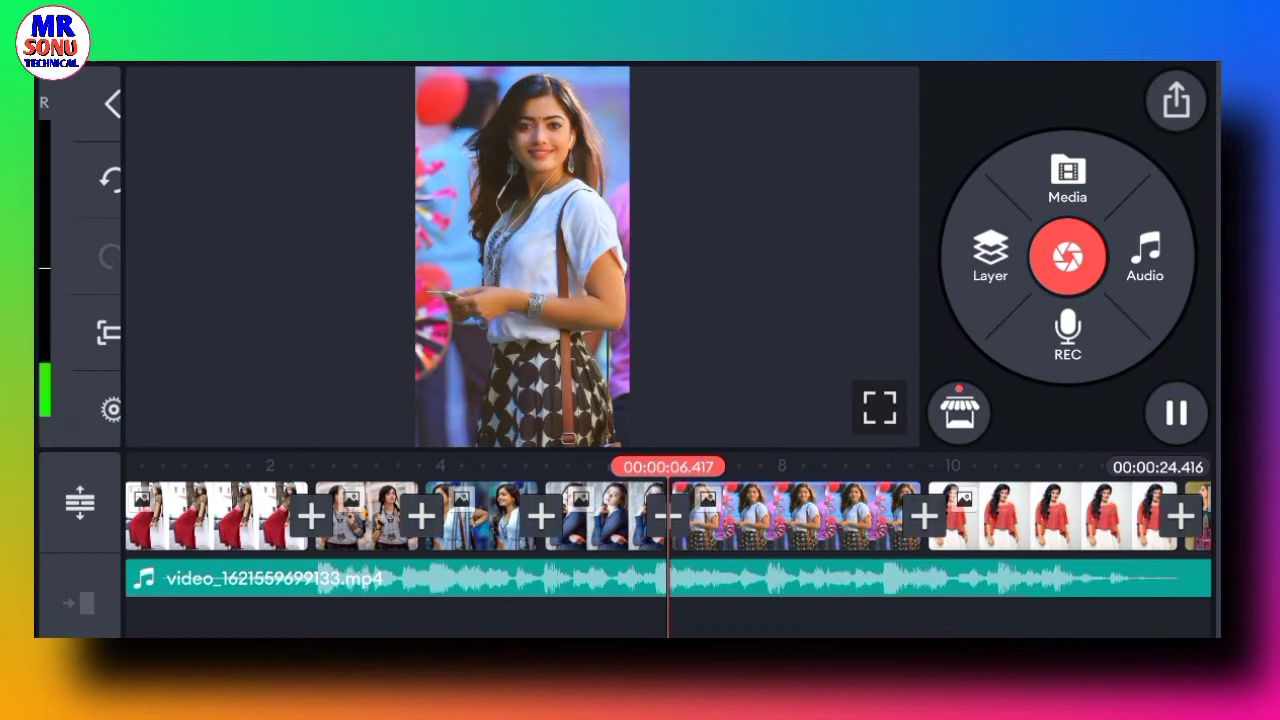 MR
SONU
TECHNICAL
R
Media
Layer
Audio
REC
2
4
00:00:06.417
8
10
00:00:24.416
video_1621559699133.mp4